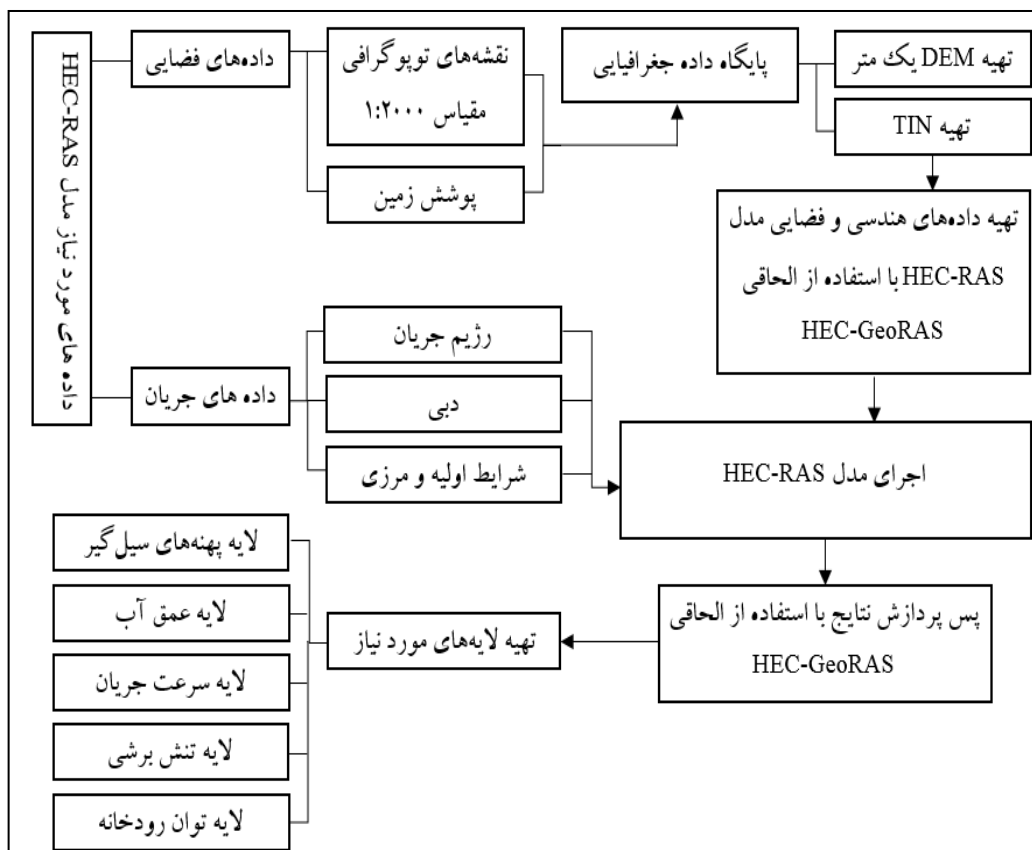 داده های مورد نیاز مدل HEC-RAS
داده‌های فضایی
نقشه‌های توپوگرافی
مقیاس ۱:۲۰۰۰
پوشش زمین
پایگاه داده جغرافیایی
تهیه DEM یک متر
تهیه TIN
تهیه داده‌های هندسی و فضایی مدل
HEC-RAS با استفاده از الحاقی
HEC-GeoRAS
داده های جریان
رژیم جریان
دبی
شرایط اولیه و مرزی
اجرای مدل HEC-RAS
پس پردازش نتایج با استفاده از الحاقی
HEC-GeoRAS
تهیه لایه‌های مورد نیاز
لایه پهنه‌های سیل‌گیر
لایه عمق آب
لایه سرعت جریان
لایه تنش برشی
لایه توان رودخانه